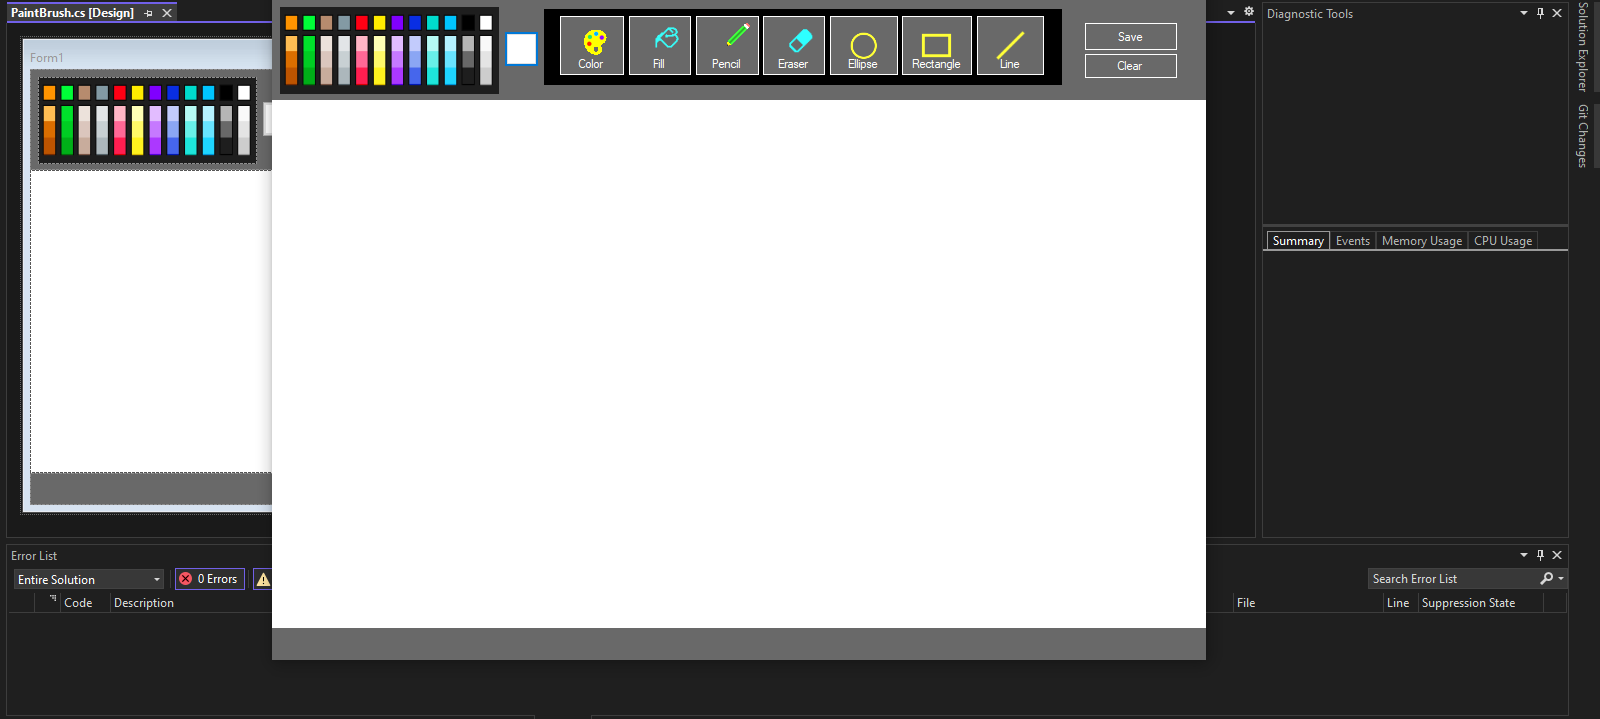 PaintBrush.cs [Design]
Form1
Color
Fill
Pencil
Eraser
Ellipse
Rectangle
Line
Save
Clear
Diagnostic Tools
Summary
Events
Memory Usage
CPU Usage
Solution Explorer
Git Changes
Error List
Entire Solution
0 Errors
Search Error List
Code
Description
File
Line
Suppression State